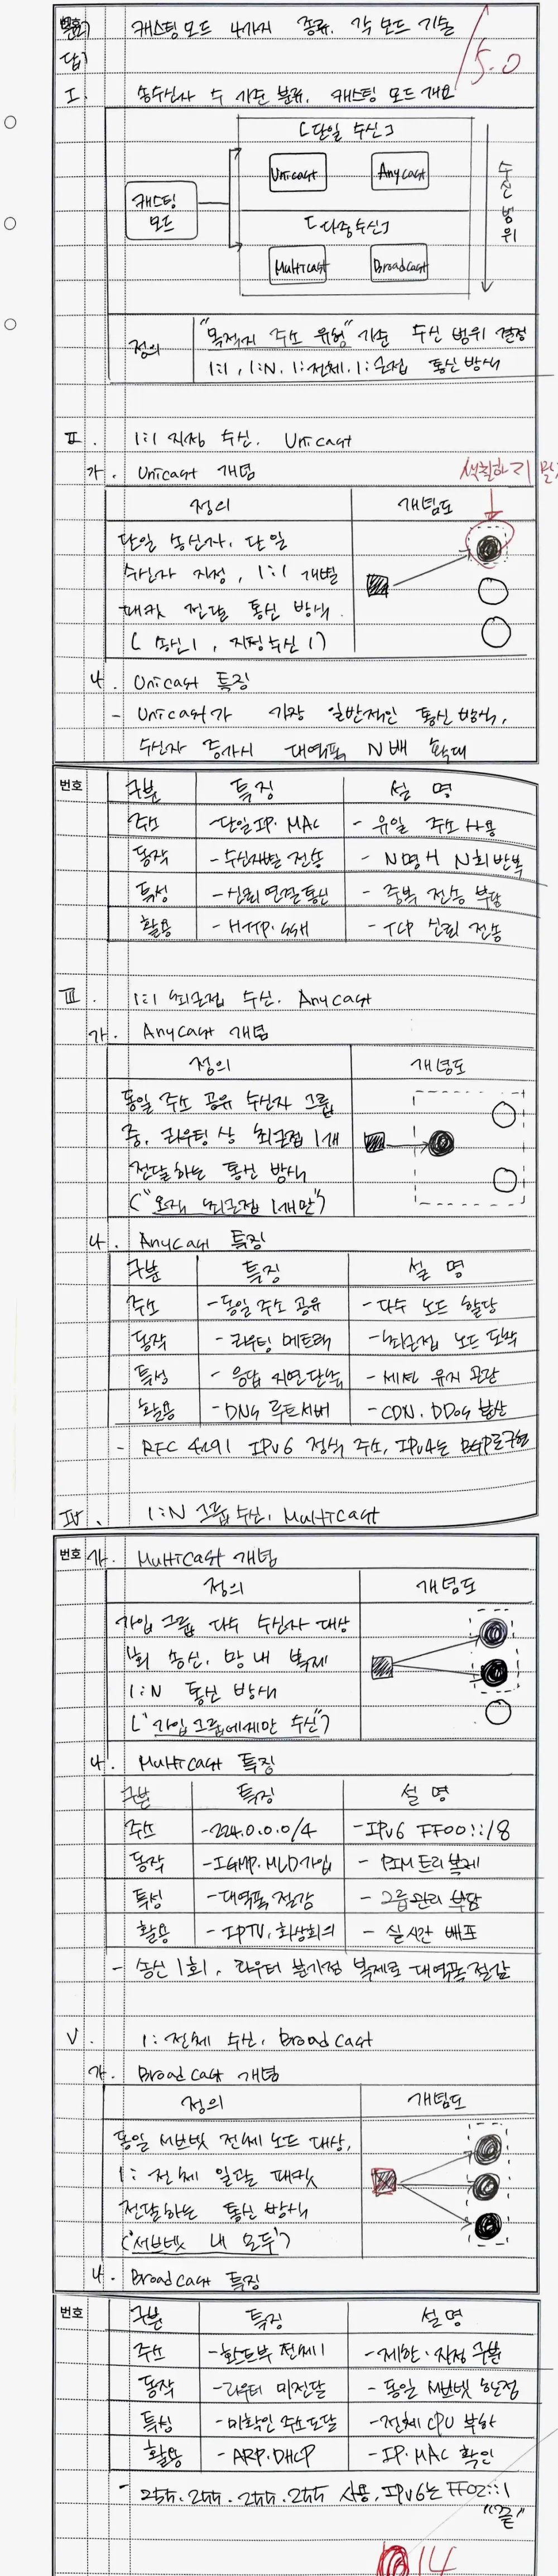 문제) 캐스팅 모드 4가지 종류, 각 모드 기술
답)
5.0
I. 송수신자 수 기준 분류, 캐스팅 모드 개요
[단일 수신]
Unicast Anycast
캐스팅 모드
[다중수신]
Multicast Broadcast
수신 범위
정의 "목적지 주소 유형" 기준 수신 범위 결정
1:1, 1:N, 1:전체, 1:근접 통신 방식
II. 1:1 지정 수신, Unicast
가. Unicast 개념
색칠하기
정의 개념도
단일 송신자, 단일
수신자 지정, 1:1 개별
패킷 전달 통신 방식.
(송신1, 지정수신1)
나. Unicast 특징
- Unicast가 가장 일반적인 통신 방식,
수신자 증가시 대역폭 N배 확대
번호 구분 특징 설명
주소 -단일IP·MAC - 유일 주소 사용
동작 -수신자별 전송 - N명시 N회 반복
특성 -신뢰 연결통신 - 중복 전송 부담
활용 -HTTP·SSH -TCP 신뢰 전송
III. 1:1 최근접 수신, Anycast
가. Anycast 개념
정의 개념도
동일 주소 공유 수신자 그룹
중, 라우팅 상 최근접 1개
전달하는 통신 방식
("오직 최근접 1개만")
나. Anycast 특징
구분 특징 설명
주소 -동일 주소 공유 -다수 노드 할당
동작 -라우팅 메트릭 -최근접 노드 도착
특성 - 응답 지연단축 -세션 유지 곤란
활용 -DNS 루트서버 -CDN, DDoS 분산
- RFC 4291 IPv6 정식 주소, IPv4는 BGP로구현
IV. 1:N 그룹 수신, Multicast
번호 가. Multicast 개념
정의 개념도
가입 그룹 다수 수신자 대상
1회 송신, 망 내 복제
1:N 통신 방식
("가입 그룹에게만 수신")
나. Multicast 특징
구분 특징 설명
주소 -224.0.0.0/4 -IPv6 FF00::/8
동작 -IGMP·MLD가입 - PIM 트리 복제
특성 -대역폭 절감 - 그룹관리 부담
활용 -IPTV, 화상회의 - 실시간 배포
- 송신 1회, 라우터 분기점 복제로 대역폭 절감
V. 1:전체 수신, Broadcast
가. Broadcast 개념
정의 개념도
동일 서브넷 전체 노드 대상,
1:전체 일괄 패킷
전달하는 통신 방식
("서브넷 내 모두")
나. Broadcast 특징
번호 구분 특징 설명
주소 -호스트부 전체1 -제한·지정 구분
동작 -라우터 미전달 - 동일 서브넷 한정
특성 -미확인 주소도달 -전체 CPU 부하
활용 -ARP·DHCP -IP·MAC 확인
- 255.255.255.255 사용, IPv6는 FF02::1
"끝"
14